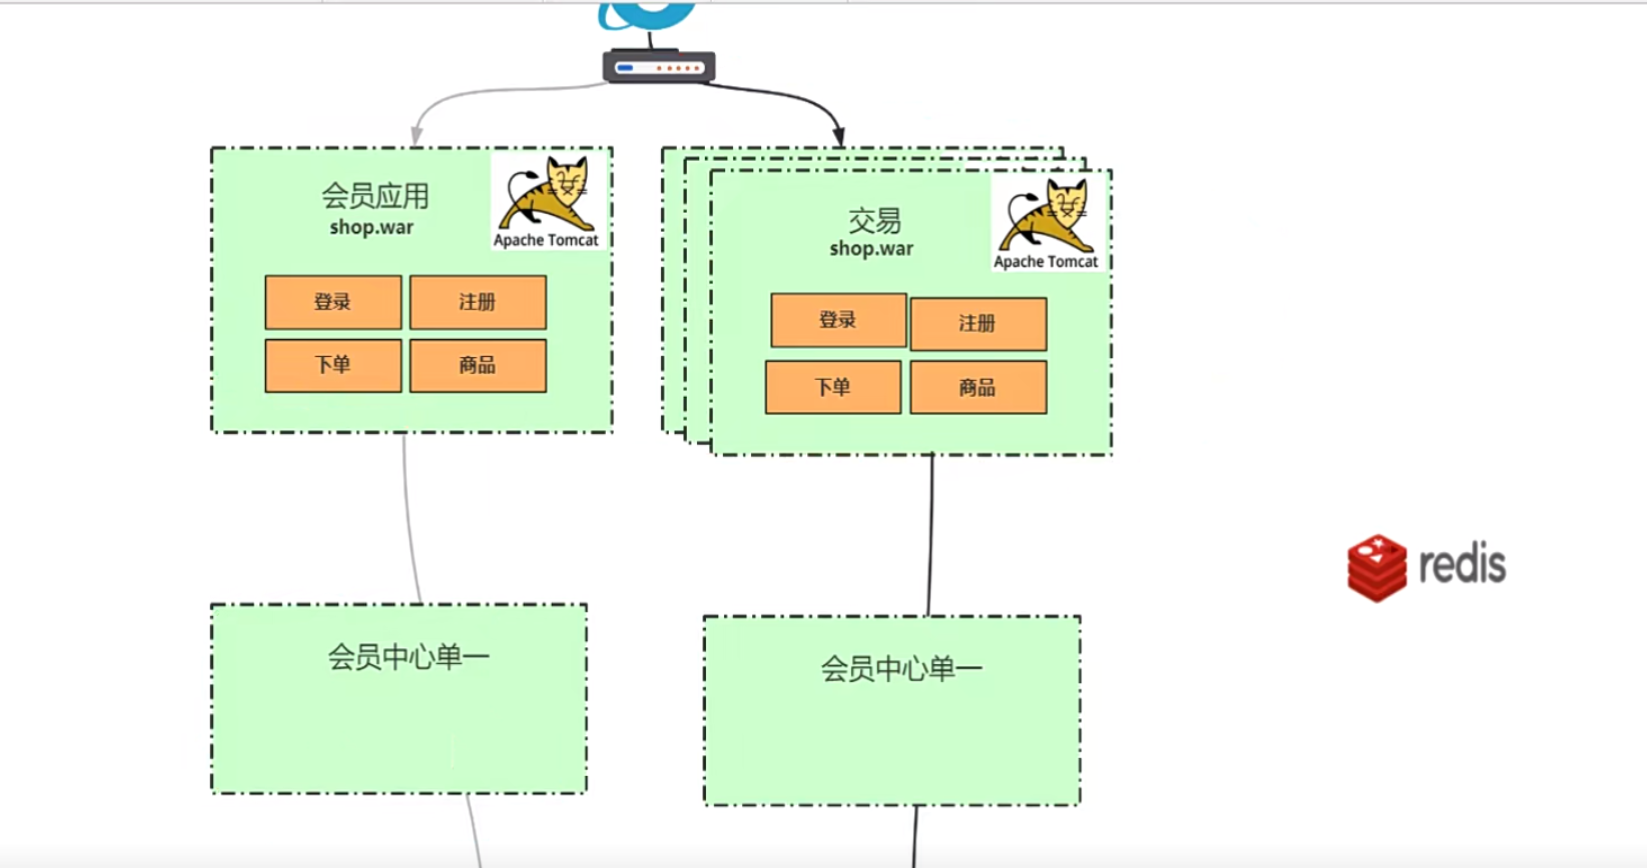 会员应用
shop.war
Apache Tomcat
登录
注册
下单
商品
交易
shop.war
Apache Tomcat
登录
注册
下单
商品
redis
会员中心单一
会员中心单一